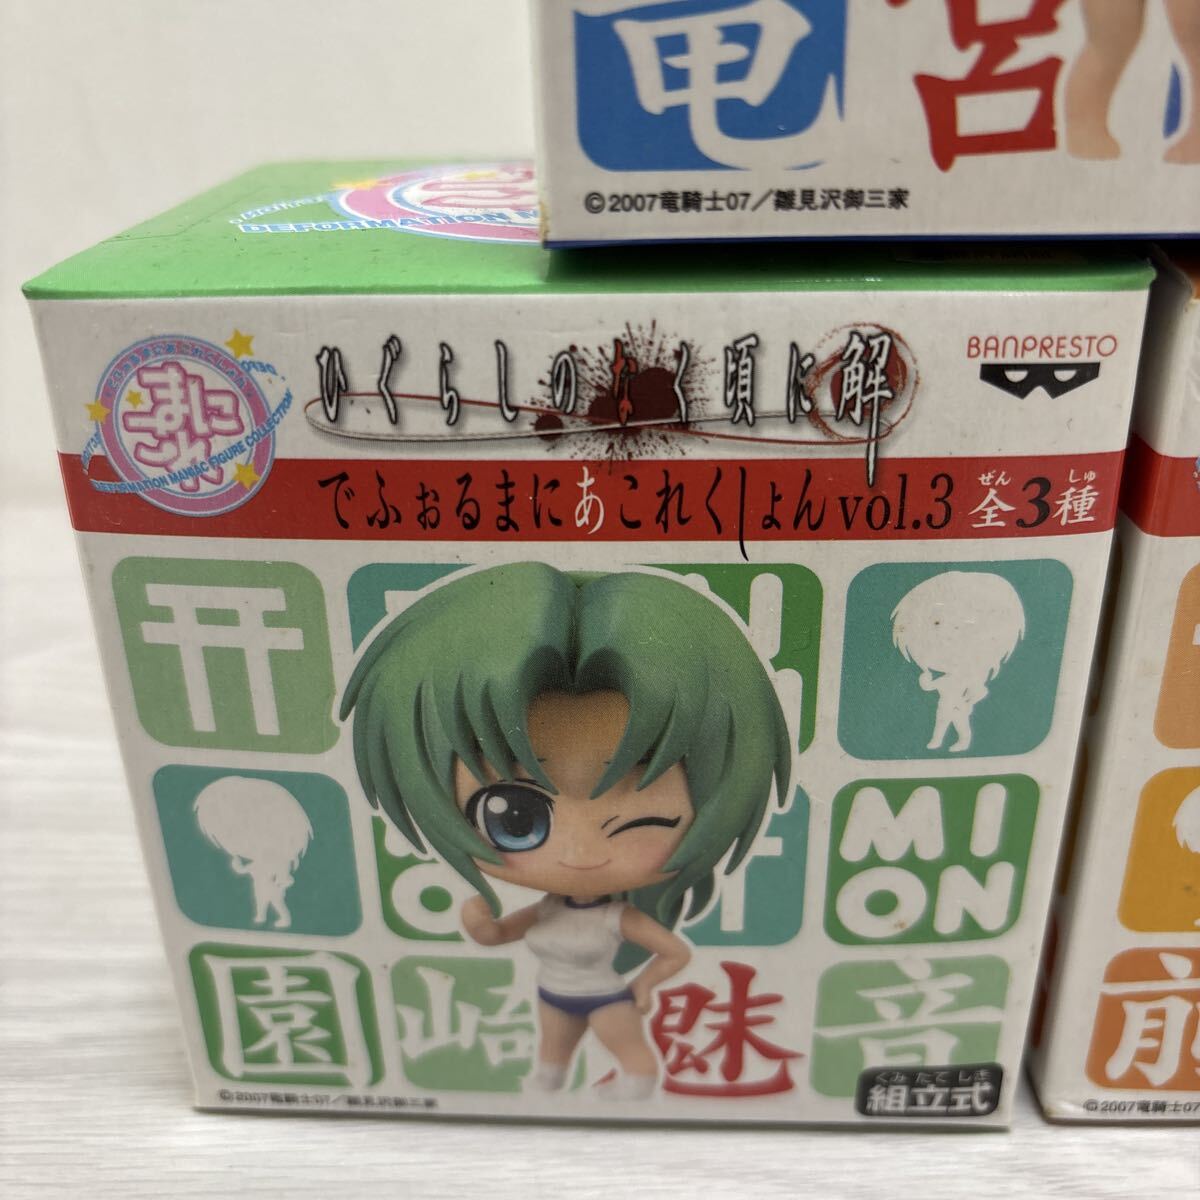 竜宮
©2007竜騎士07／雛見沢御三家
DEFORMATION M
まに
これ
DEFORMATION MANIAC FIGURE COLLECTION
ひぐらしのなく頃に解
BANPRESTO
でふぉるまにあこれくしょんvol.3 全3種
ぜん しゅ
MI
ON
園崎魅音
くみたてしき
組立式
©2007竜騎士07／雛見沢御三家
前
©2007竜騎士07